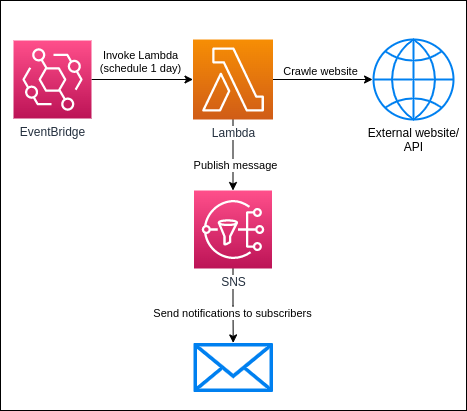 Invoke Lambda
(schedule 1 day)
Crawle website
EventBridge
Lambda
External website/
API
Publish message
SNS
Send notifications to subscribers